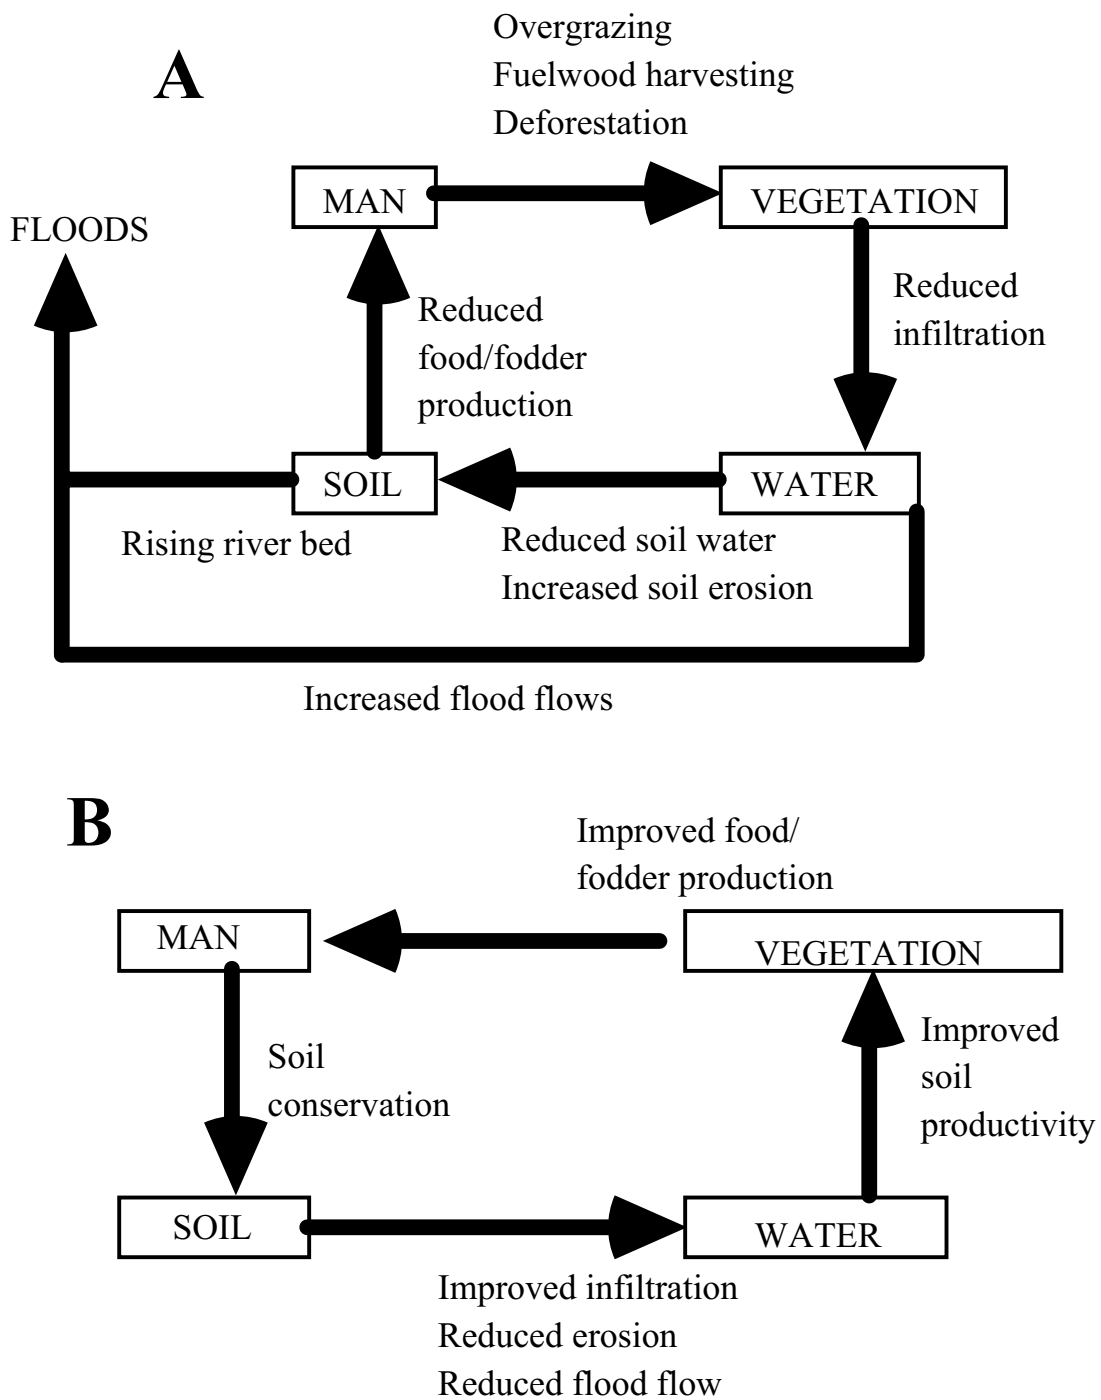 A
Overgrazing
Fuelwood harvesting
Deforestation
MAN
VEGETATION
FLOODS
Reduced
food/fodder
production
Reduced
infiltration
SOIL
WATER
Rising river bed
Reduced soil water
Increased soil erosion
Increased flood flows
B
Improved food/
fodder production
MAN
VEGETATION
Soil
conservation
Improved
soil
productivity
SOIL
WATER
Improved infiltration
Reduced erosion
Reduced flood flow